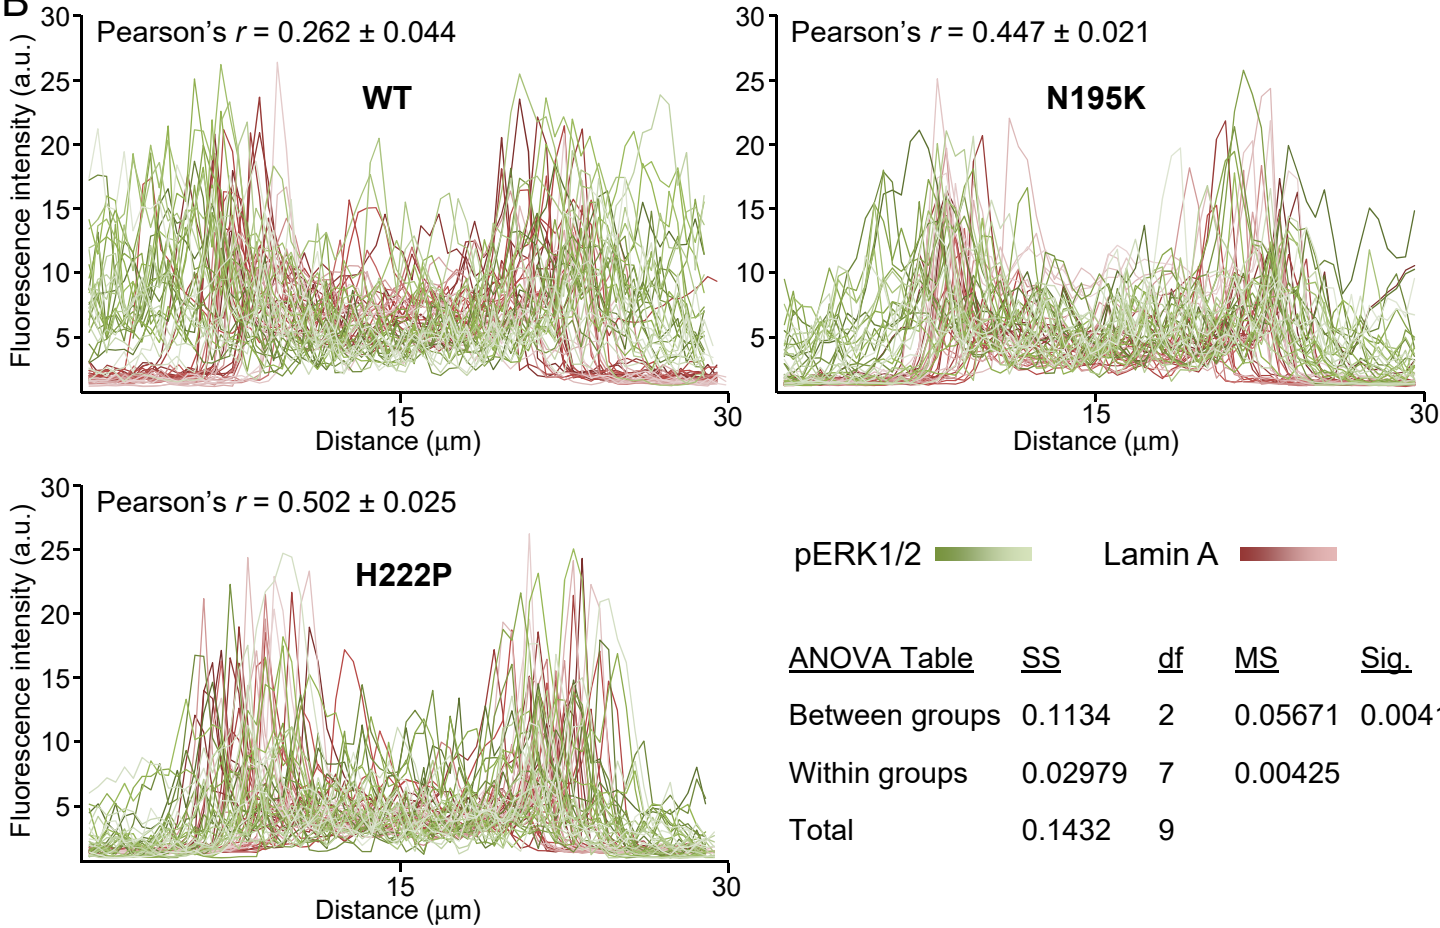 B
30
25
20
15
10
5
Fluorescence intensity (a.u.)
Pearson's r = 0.262 ± 0.044
WT
15
30
Distance (μm)
30
25
20
15
10
5
Pearson's r = 0.447 ± 0.021
N195K
15
30
Distance (μm)
30
25
20
15
10
5
Fluorescence intensity (a.u.)
Pearson's r = 0.502 ± 0.025
H222P
15
30
Distance (μm)
pERK1/2
Lamin A
ANOVA Table SS df MS Sig.
Between groups 0.1134 2 0.05671 0.0041
Within groups 0.02979 7 0.00425
Total 0.1432 9